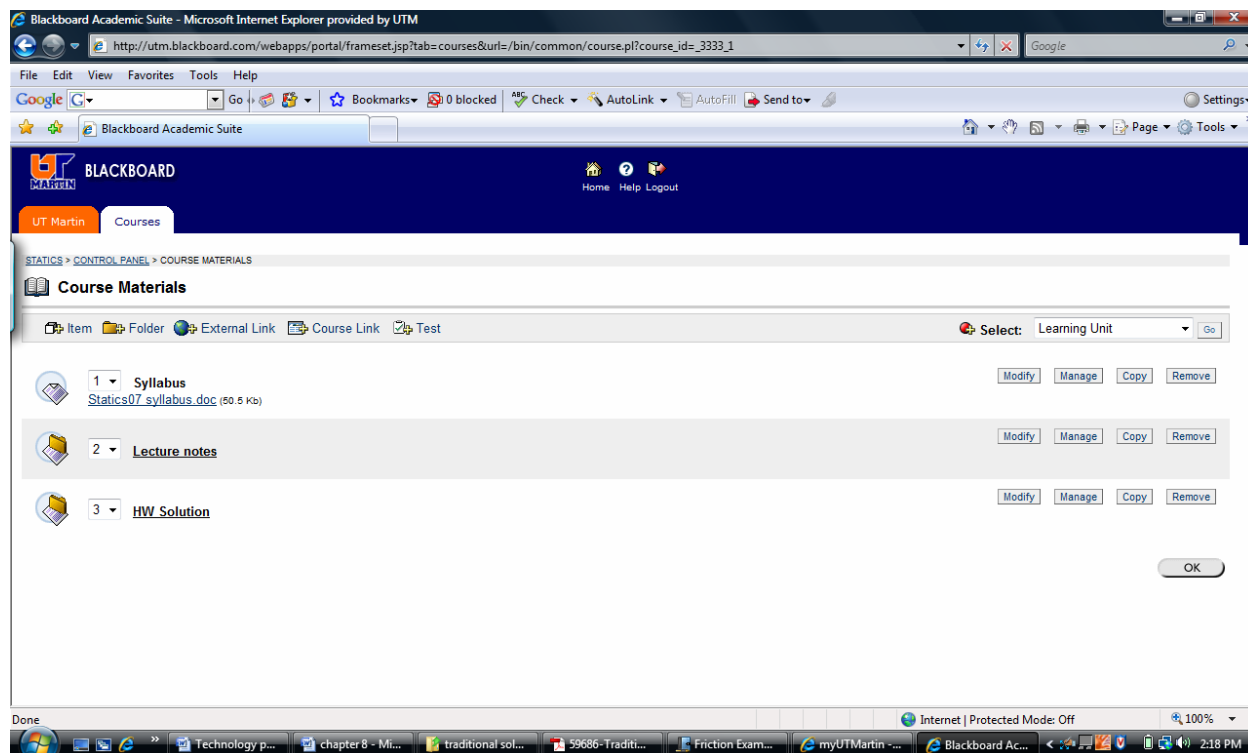 Blackboard Academic Suite - Microsoft Internet Explorer provided by UTM
http://utm.blackboard.com/webapps/portal/frameset.jsp?tab=courses&url=/bin/common/course.pl?course_id=_3333_1
Google
File Edit View Favorites Tools Help
Google G Go Bookmarks 0 blocked ABC Check AutoLink AutoFill Send to Settings
Blackboard Academic Suite Page Tools
UT MARTIN BLACKBOARD
Home Help Logout
UT Martin Courses
STATICS > CONTROL PANEL > COURSE MATERIALS
Course Materials
Item Folder External Link Course Link Test Select: Learning Unit Go
1 Syllabus Modify Manage Copy Remove
Statics07 syllabus.doc (50.5 Kb)
2 Lecture notes Modify Manage Copy Remove
3 HW Solution Modify Manage Copy Remove
OK
Done Internet | Protected Mode: Off 100%
Technology p... chapter 8 - Mi... traditional sol... 59686-Traditi... Friction Exam... myUTMartin -... Blackboard Ac... 2:18 PM